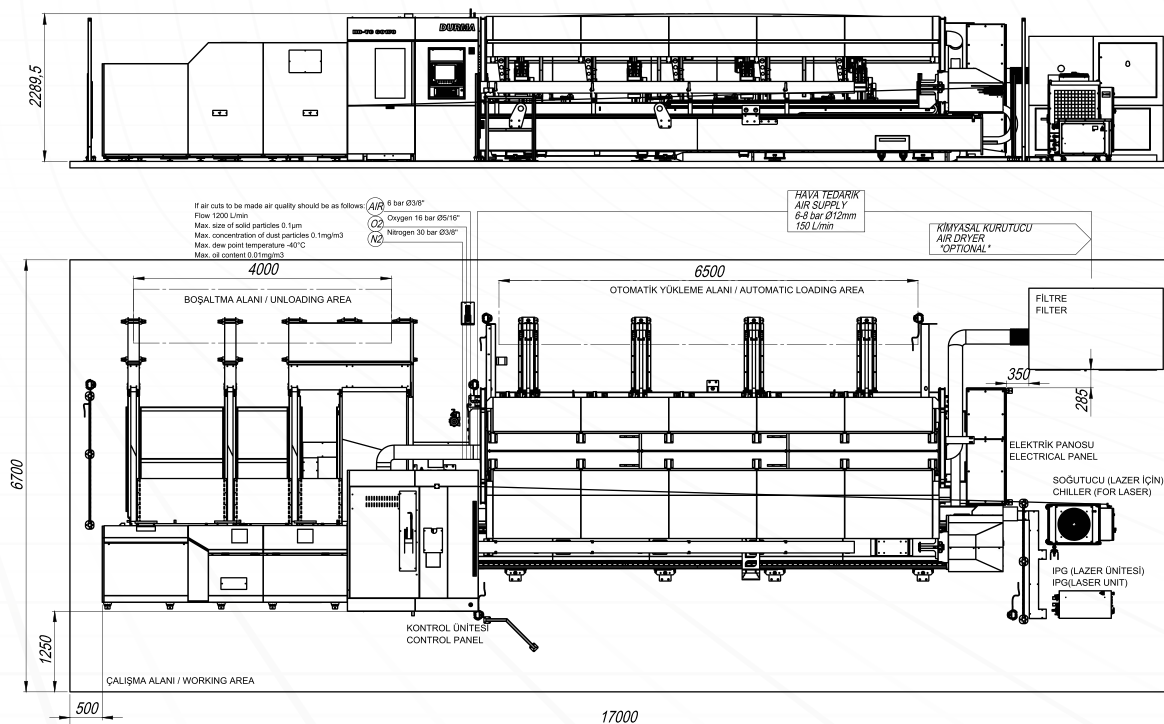 HD-TC 60170
DURMA
2289,5
If air cuts to be made air quality should be as follows:
Flow 1200 L/min
Max. size of solid particles 0.1µm
Max. concentration of dust particles 0.1mg/m3
Max. dew point temperature -40°C
Max. oil content 0.01mg/m3
AIR 6 bar Ø3/8"
O2 Oxygen 16 bar Ø5/16"
N2 Nitrogen 30 bar Ø3/8"
HAVA TEDARİK
AIR SUPPLY
6-8 bar Ø12mm
150 L/min
KİMYASAL KURUTUCU
AIR DRYER
"OPTIONAL"
4000
BOŞALTMA ALANI / UNLOADING AREA
6500
OTOMATİK YÜKLEME ALANI / AUTOMATIC LOADING AREA
FİLTRE
FILTER
350
285
ELEKTRİK PANOSU
ELECTRICAL PANEL
SOĞUTUCU (LAZER İÇİN)
CHILLER (FOR LASER)
IPG (LAZER ÜNİTESİ)
IPG(LASER UNIT)
6700
KONTROL ÜNİTESİ
CONTROL PANEL
1250
ÇALIŞMA ALANI / WORKING AREA
500
17000